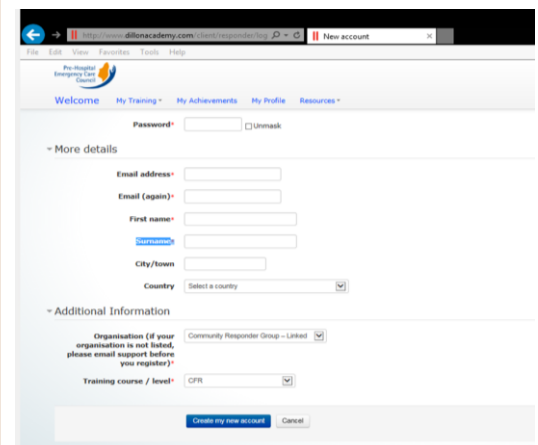 http://www.dillonacademy.com/client/responder/log
New account
File Edit View Favorites Tools Help
Pre-Hospital
Emergency Care
Council
Welcome My Training My Achievements My Profile Resources
Password* Unmask
More details
Email address*
Email (again)*
First name*
Surname*
City/town
Country Select a country
Additional Information
Organisation (if your
organisation is not listed,
please email support before
you register)*
Community Responder Group – Linked
Training course / level* CFR
Create my new account Cancel